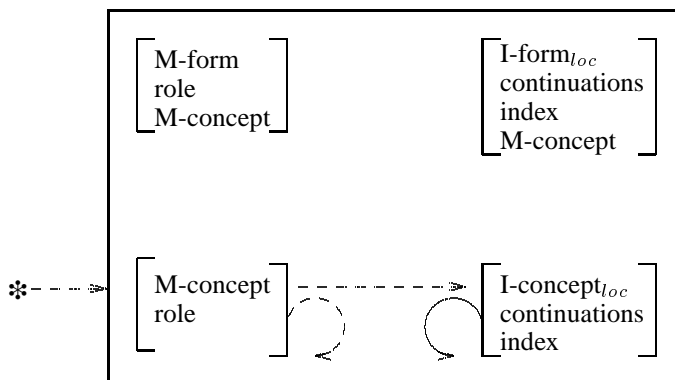 M-form
role
M-concept
I-form_loc
continuations
index
M-concept
M-concept
role
I-concept_loc
continuations
index